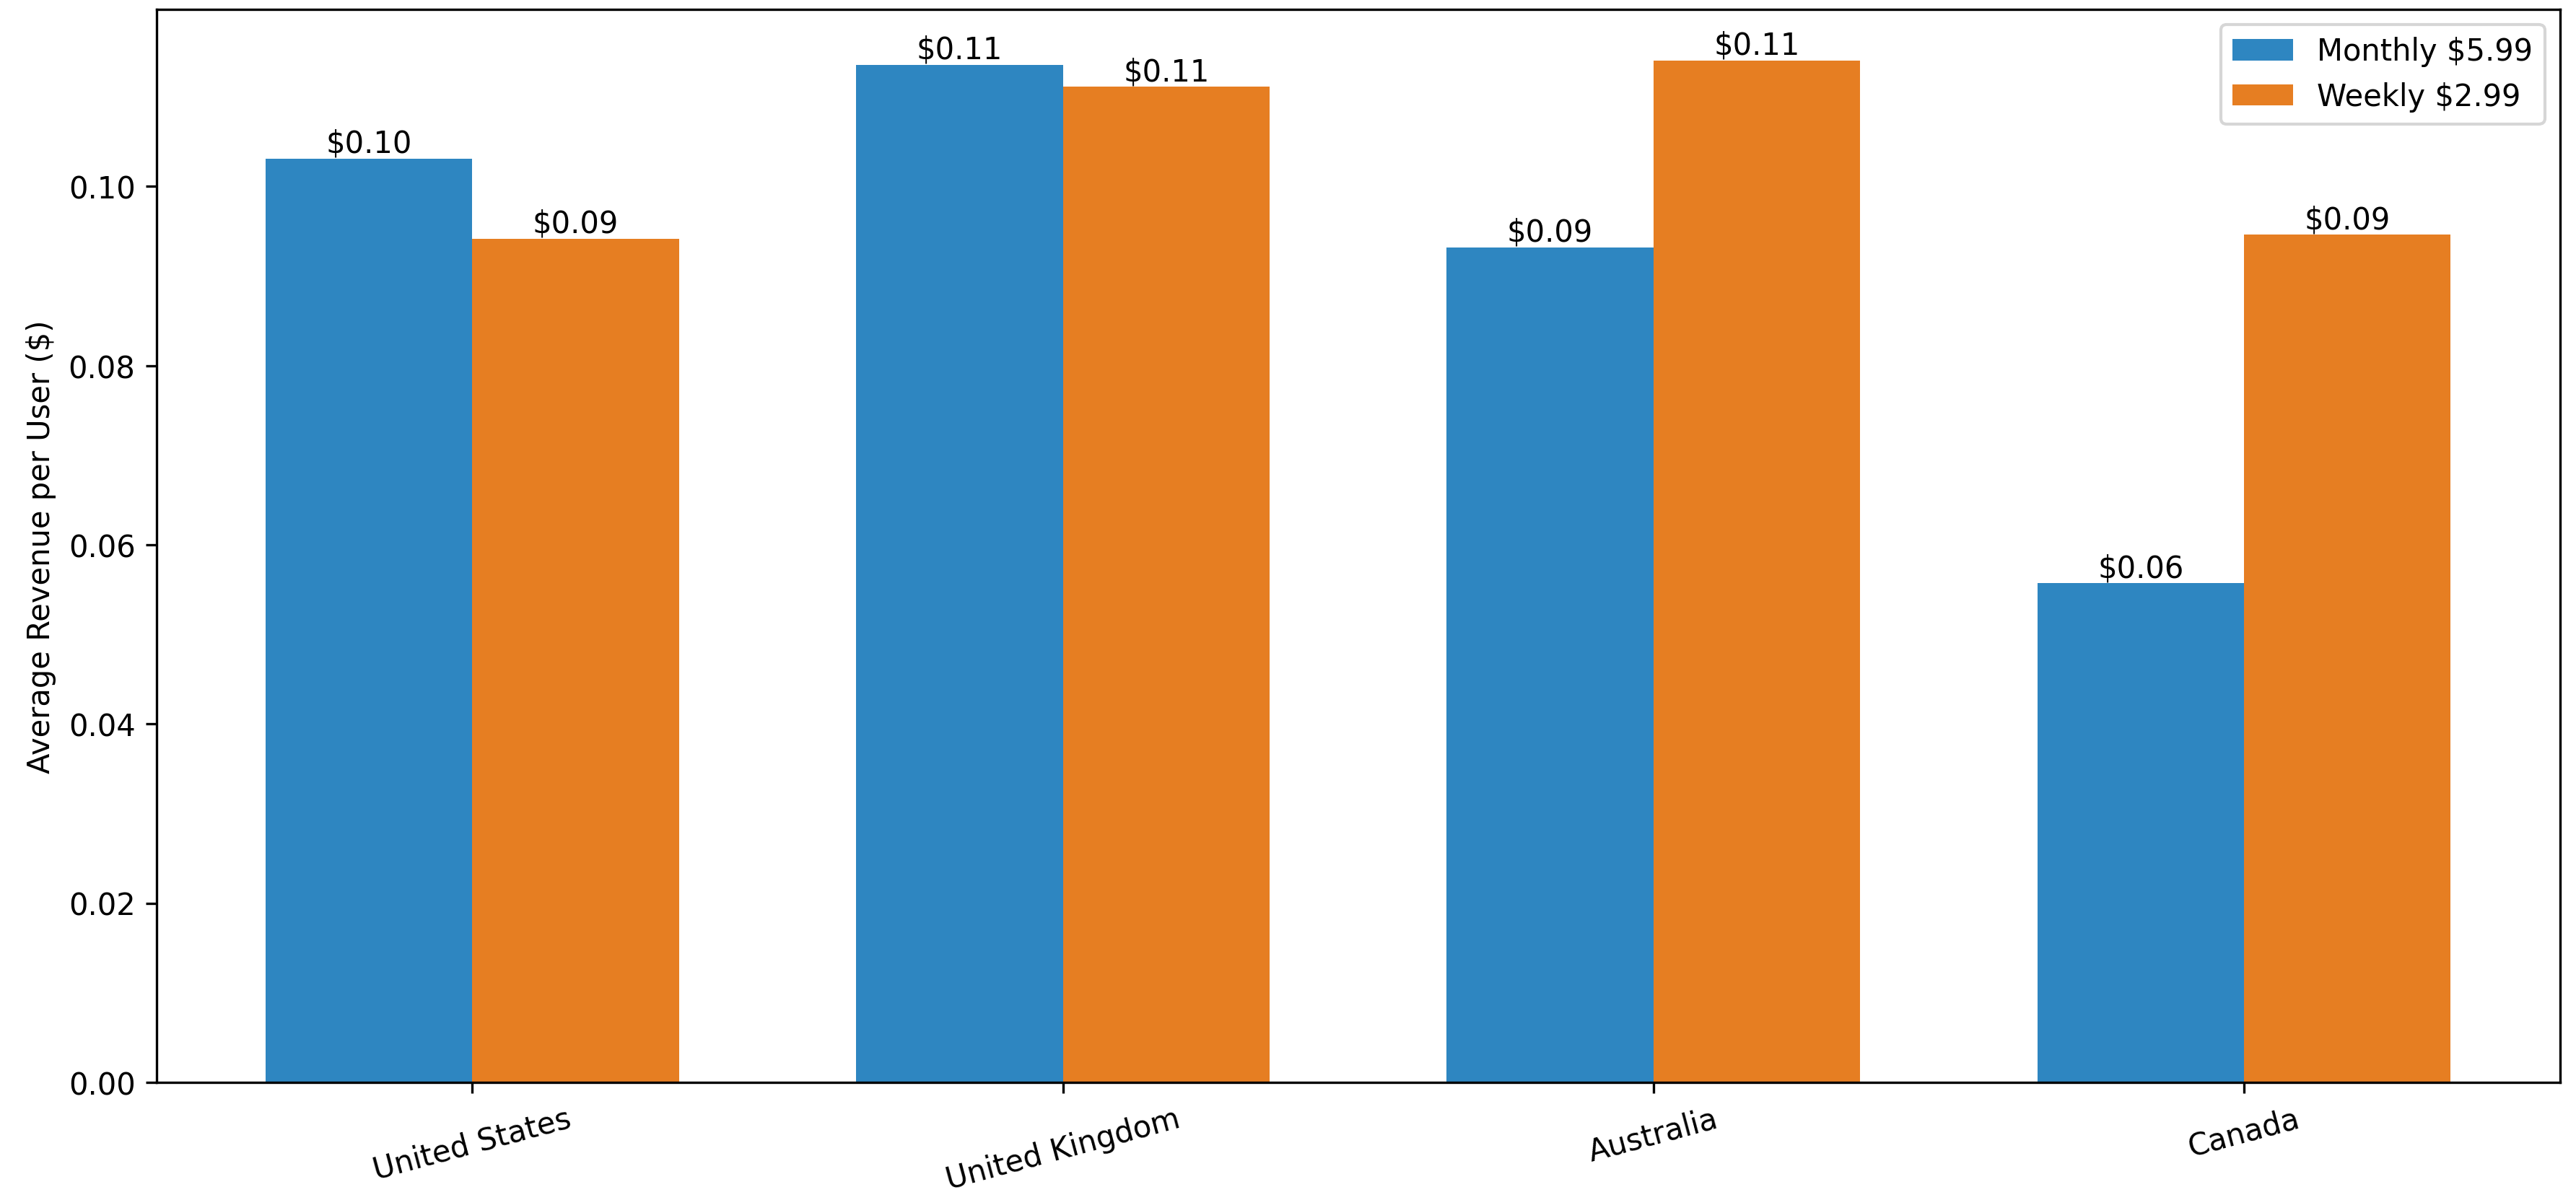 Monthly $5.99
Weekly $2.99
Average Revenue per User ($)
0.10
0.08
0.06
0.04
0.02
0.00
$0.10
$0.09
$0.11
$0.11
$0.09
$0.11
$0.06
$0.09
United States
United Kingdom
Australia
Canada